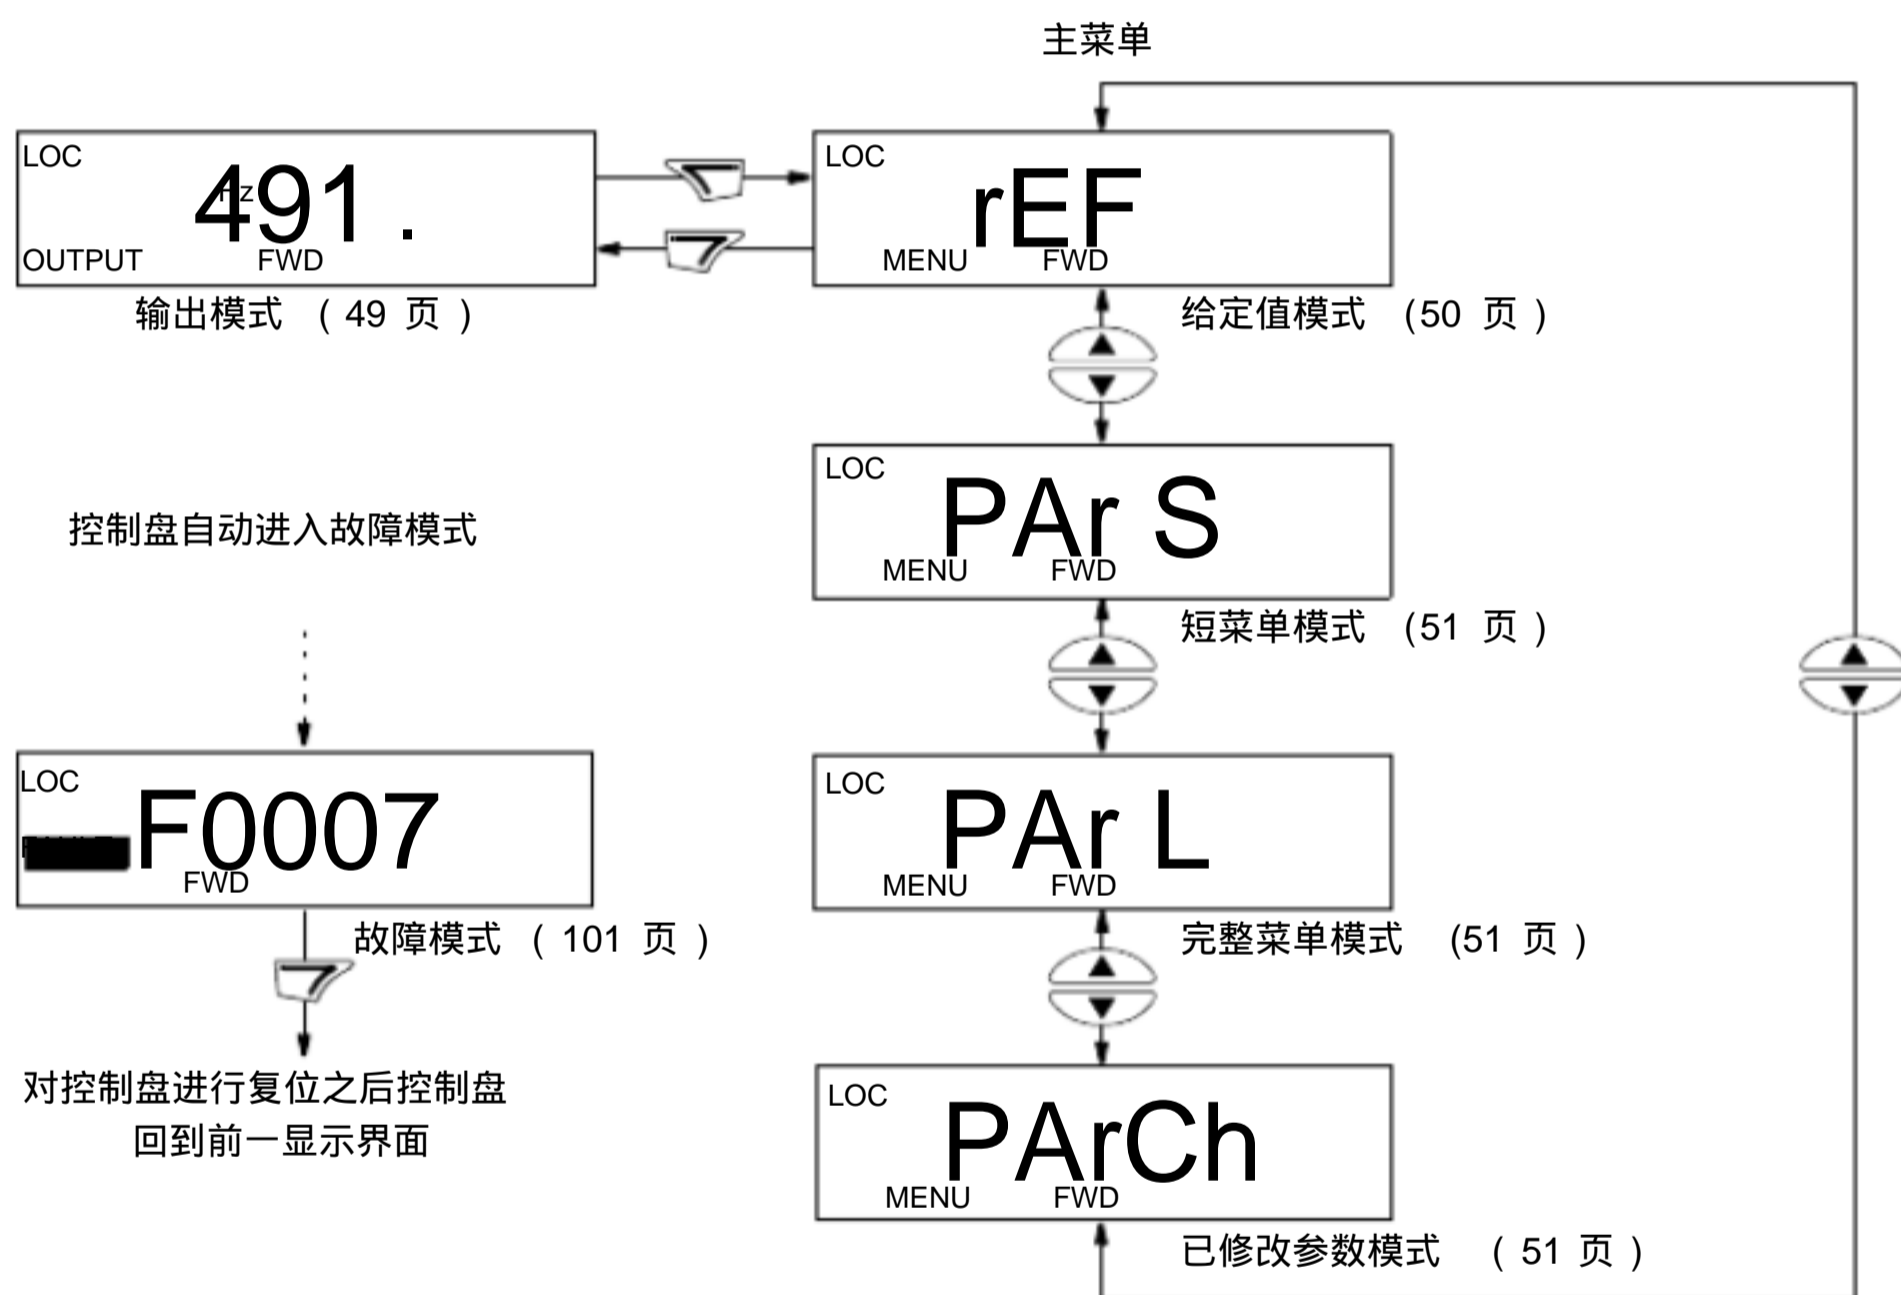 主菜单
LOC
491 .
Hz
OUTPUT FWD
输出模式 ( 49 页 )
LOC
rEF
MENU FWD
给定值模式 (50 页 )
LOC
PAr S
MENU FWD
短菜单模式 (51 页 )
控制盘自动进入故障模式
LOC
F0007
FWD
故障模式 ( 101 页 )
对控制盘进行复位之后控制盘
回到前一显示界面
LOC
PAr L
MENU FWD
完整菜单模式 (51 页 )
LOC
PArCh
MENU FWD
已修改参数模式 ( 51 页 )